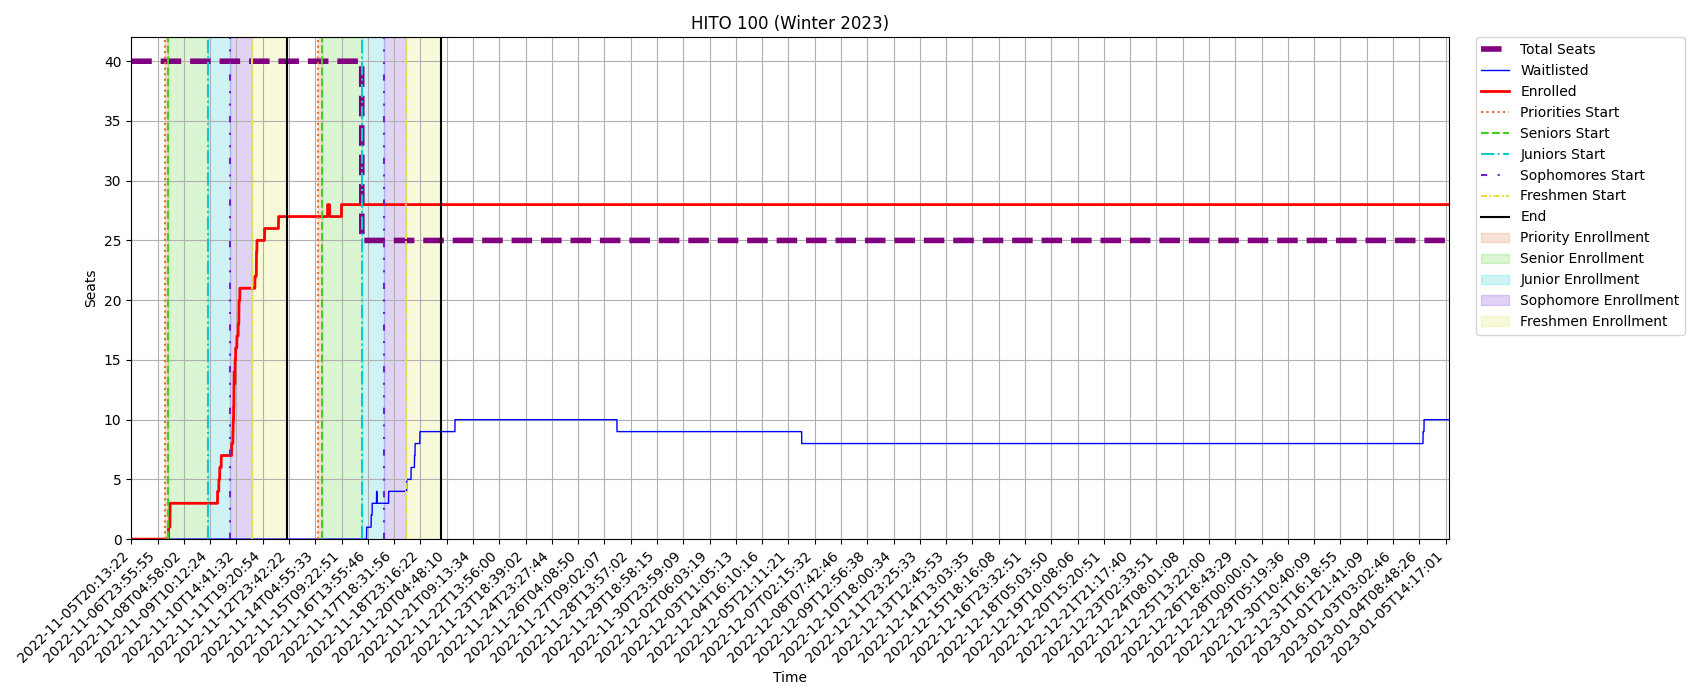 HITO 100 (Winter 2023)
Seats
40
35
30
25
20
15
10
5
0
2022-11-05T20:13:22
2022-11-06T23:55:55
2022-11-08T04:58:02
2022-11-09T10:12:24
2022-11-10T14:41:32
2022-11-11T19:20:54
2022-11-12T23:42:22
2022-11-14T04:55:33
2022-11-15T09:22:51
2022-11-16T13:55:46
2022-11-17T18:31:56
2022-11-18T23:16:22
2022-11-20T04:48:10
2022-11-21T09:13:34
2022-11-22T13:56:00
2022-11-23T18:39:02
2022-11-24T23:27:44
2022-11-26T04:08:50
2022-11-27T09:02:07
2022-11-28T13:57:02
2022-11-29T18:58:15
2022-11-30T23:59:09
2022-12-02T06:03:19
2022-12-03T11:05:13
2022-12-04T16:10:16
2022-12-05T21:11:21
2022-12-07T02:15:32
2022-12-08T07:42:46
2022-12-09T12:56:38
2022-12-10T18:00:34
2022-12-11T23:25:33
2022-12-13T12:45:53
2022-12-14T13:03:35
2022-12-15T18:16:08
2022-12-16T23:32:51
2022-12-18T05:03:50
2022-12-19T10:08:06
2022-12-20T15:20:51
2022-12-21T21:17:40
2022-12-23T02:33:51
2022-12-24T08:01:08
2022-12-25T13:22:00
2022-12-26T18:43:29
2022-12-28T00:00:01
2022-12-29T05:19:36
2022-12-30T10:40:09
2022-12-31T16:18:55
2023-01-01T21:41:09
2023-01-03T03:02:46
2023-01-04T08:48:26
2023-01-05T14:17:01
Time
Total Seats
Waitlisted
Enrolled
Priorities Start
Seniors Start
Juniors Start
Sophomores Start
Freshmen Start
End
Priority Enrollment
Senior Enrollment
Junior Enrollment
Sophomore Enrollment
Freshmen Enrollment